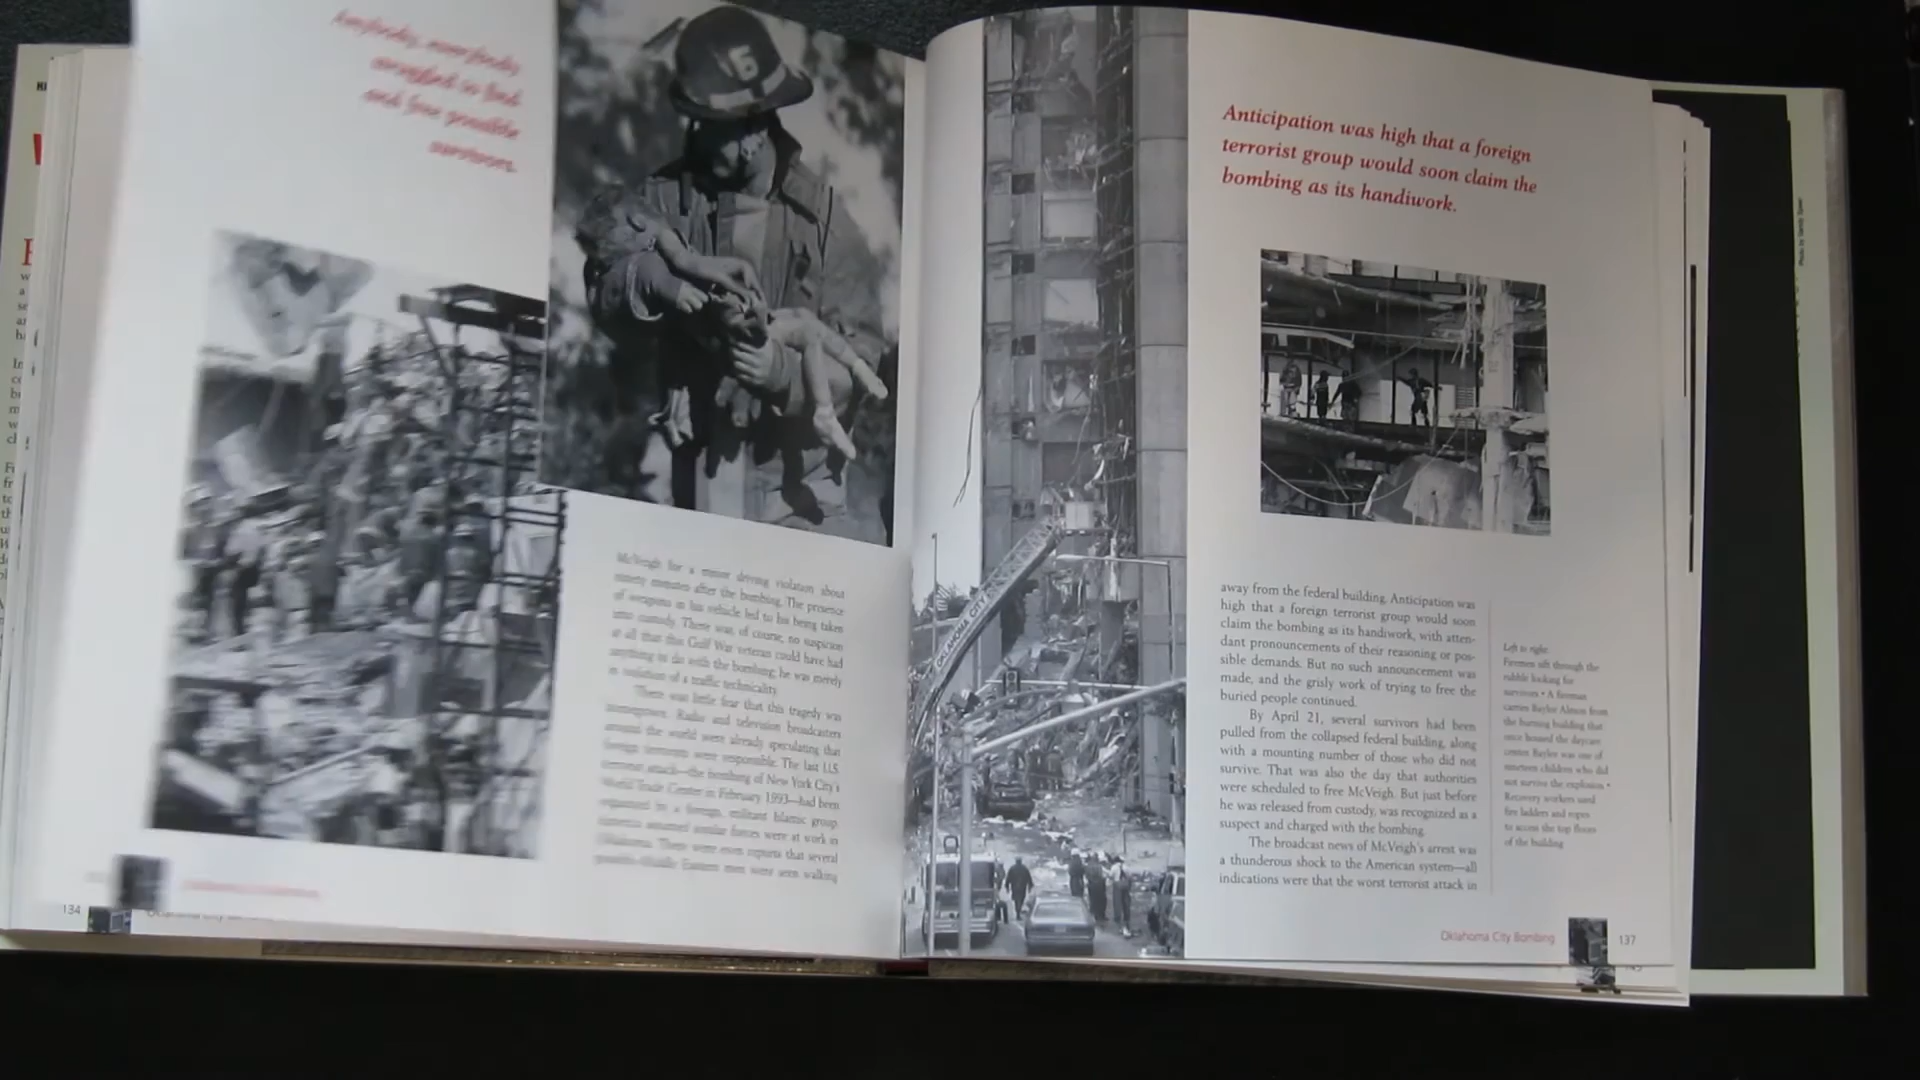 and free possible
survivors.
15
McVeigh for a minor driving violation about
ninety minutes after the bombing. The presence
of weapons in his vehicle led to his being taken
into custody. There was, of course, no suspicion
at all that this Gulf War veteran could have had
anything to do with the bombing; he was merely
in violation of a traffic technicality.
There was little fear that this tragedy was
homegrown. Radio and television broadcasters
around the world were already speculating that
foreign terrorists were responsible. The last U.S.
terrorist attack—the bombing of New York City's
World Trade Center in February 1993—had been
organized by a foreign, militant Islamic group.
assumed similar forces were at work in
Oklahoma. There were even reports that several
Eastern men were seen walking
134
OKLAHOMA CITY
Anticipation was high that a foreign
terrorist group would soon claim the
bombing as its handiwork.
away from the federal building. Anticipation was
high that a foreign terrorist group would soon
claim the bombing as its handiwork, with atten-
dant pronouncements of their reasoning or pos-
sible demands. But no such announcement was
made, and the grisly work of trying to free the
buried people continued.
By April 21, several survivors had been
pulled from the collapsed federal building, along
with a mounting number of those who did not
survive. That was also the day that authorities
were scheduled to free McVeigh. But just before
he was released from custody, was recognized as a
suspect and charged with the bombing.
The broadcast news of McVeigh's arrest was
a thunderous shock to the American system—all
indications were that the worst terrorist attack in
Left to right:
Firemen sift through the
rubble looking for
survivors • A fireman
carries Baylee Almon from
the burning building that
once housed the daycare
center. Baylee was one of
nineteen children who did
not survive the explosion •
Recovery workers used
fire ladders and ropes
to access the top floors
of the building
Oklahoma City Bombing
137